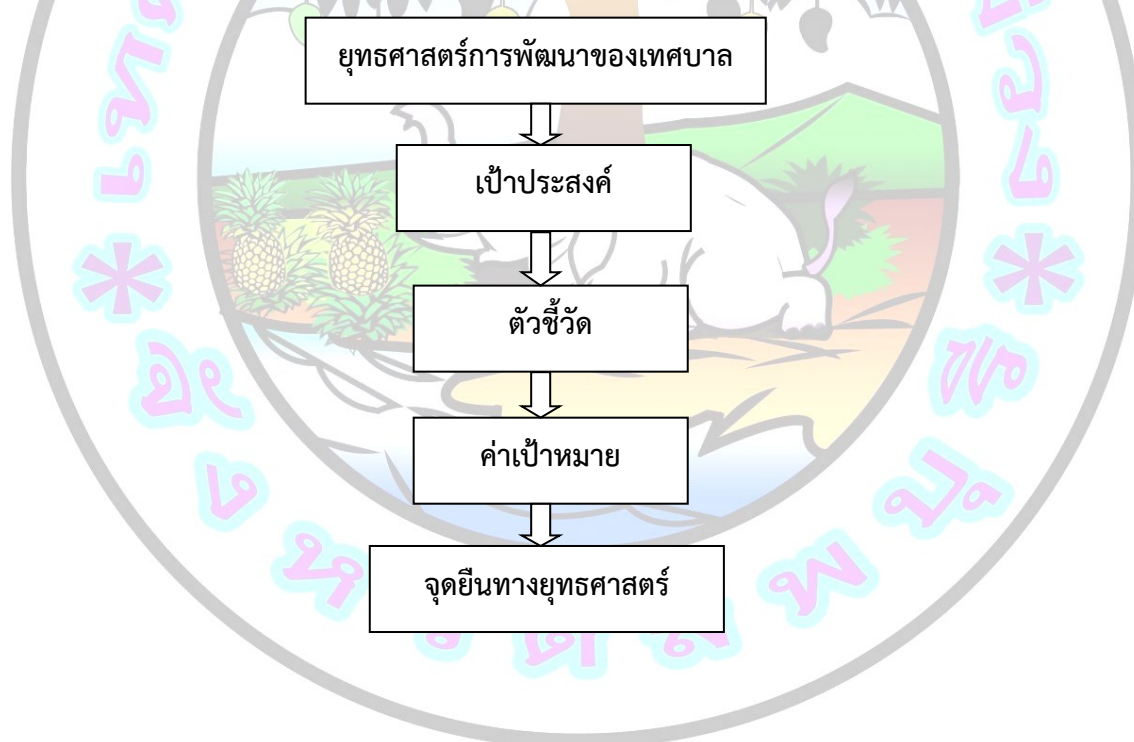 ยุทธศาสตร์การพัฒนาของเทศบาล
เป้าประสงค์
ตัวชี้วัด
ค่าเป้าหมาย
จุดยืนทางยุทธศาสตร์